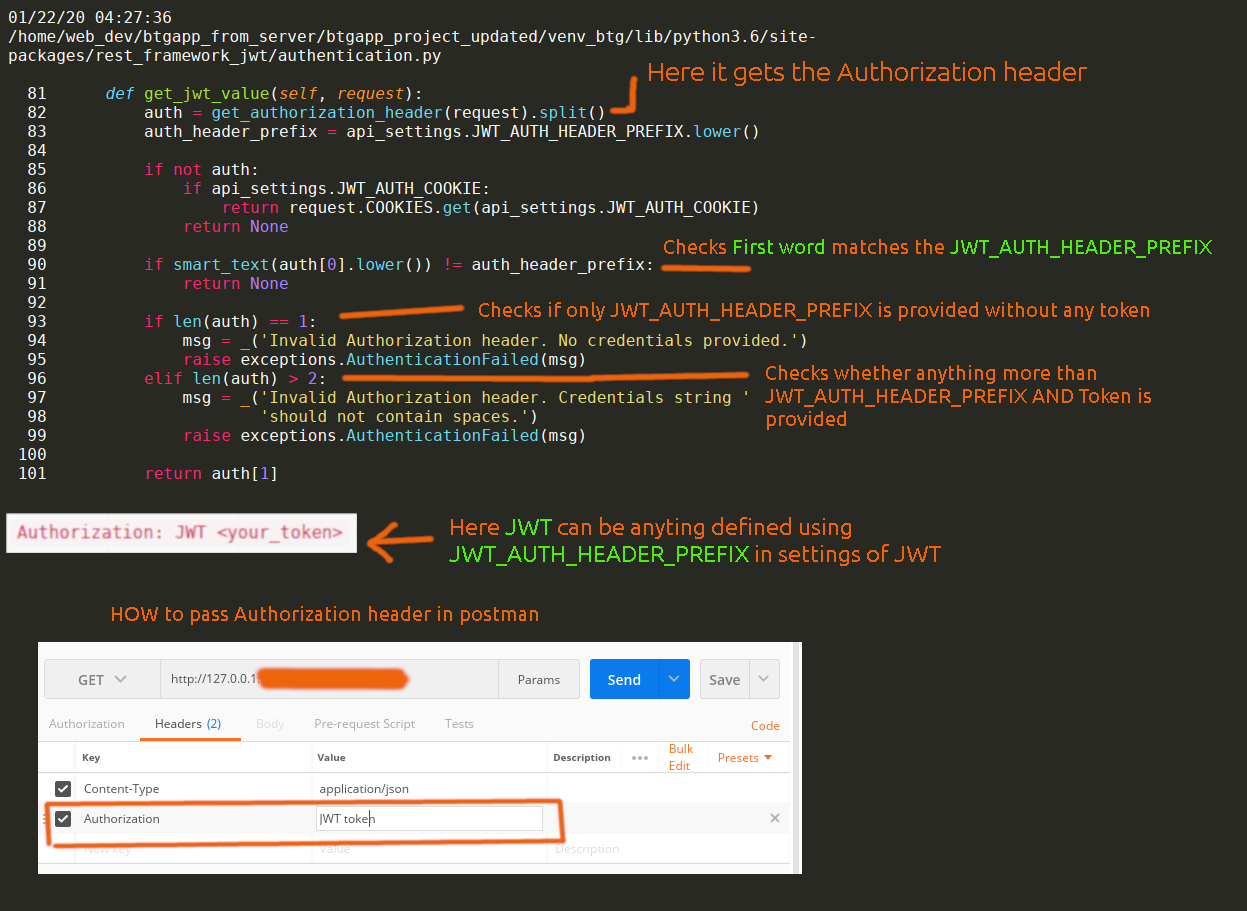 01/22/20 04:27:36
/home/web_dev/btgapp_from_server/btgapp_project_updated/venv_btg/lib/python3.6/site-
packages/rest_framework_jwt/authentication.py
Here it gets the Authorization header
81 def get_jwt_value(self, request):
82 auth = get_authorization_header(request).split()
83 auth_header_prefix = api_settings.JWT_AUTH_HEADER_PREFIX.lower()
84
85 if not auth:
86 if api_settings.JWT_AUTH_COOKIE:
87 return request.COOKIES.get(api_settings.JWT_AUTH_COOKIE)
88 return None
89
Checks First word matches the JWT_AUTH_HEADER_PREFIX
90 if smart_text(auth[0].lower()) != auth_header_prefix:
91 return None
92
Checks if only JWT_AUTH_HEADER_PREFIX is provided without any token
93 if len(auth) == 1:
94 msg = _('Invalid Authorization header. No credentials provided.')
95 raise exceptions.AuthenticationFailed(msg)
96 elif len(auth) > 2:
Checks whether anything more than
JWT_AUTH_HEADER_PREFIX AND Token is
provided
97 msg = _('Invalid Authorization header. Credentials string '
98 'should not contain spaces.')
99 raise exceptions.AuthenticationFailed(msg)
100
101 return auth[1]
Authorization: JWT <your_token>
Here JWT can be anyting defined using
JWT_AUTH_HEADER_PREFIX in settings of JWT
HOW to pass Authorization header in postman
GET http://127.0.0.1: Params Send Save
Authorization Headers (2) Body Pre-request Script Tests Code
Key Value Description ••• Bulk Edit Presets
Content-Type application/json
Authorization JWT token
New key Value Description